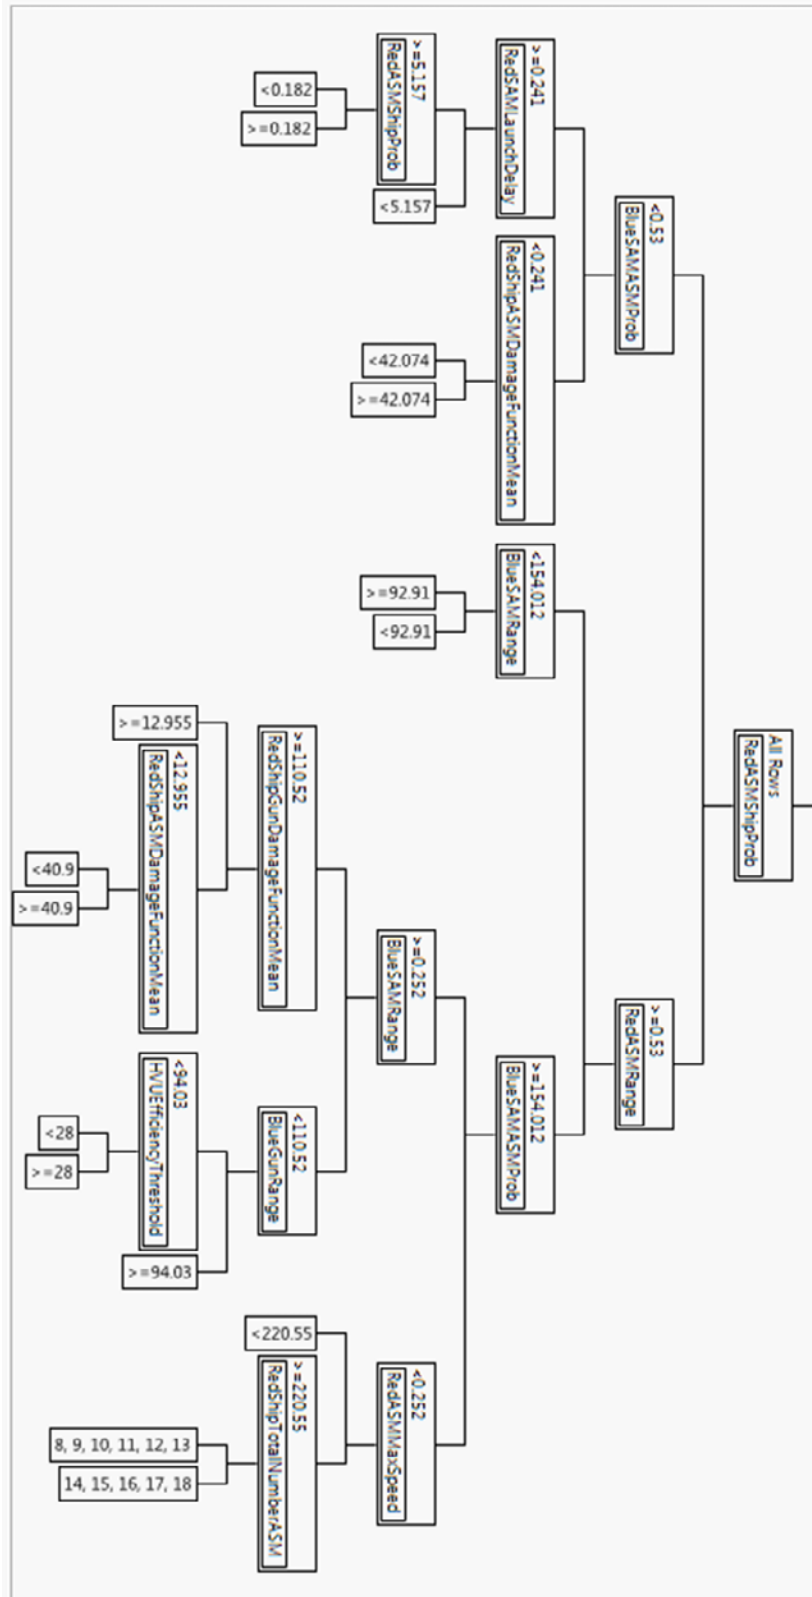 All Rows
RedASMShipProb
<0.53
BlueSAMASMProb
>=0.53
RedASMRange
>=0.241
RedSAMLaunchDelay
<0.241
RedShipASMDamageFunctionMean
<154.012
BlueSAMRange
>=154.012
BlueSAMASMProb
>=5.157
RedASMShipProb
<5.157
<42.074
>=42.074
>=92.91
<92.91
>=0.252
BlueSAMRange
<0.252
RedASMMaxSpeed
<0.182
>=0.182
>=110.52
RedShipGunDamageFunctionMean
<110.52
BlueGunRange
<220.55
>=220.55
RedShipTotalNumberASM
>=12.955
<12.955
RedShipASMDamageFunctionMean
<94.03
HVUEfficiencyThreshold
>=94.03
8, 9, 10, 11, 12, 13
14, 15, 16, 17, 18
<40.9
>=40.9
<28
>=28